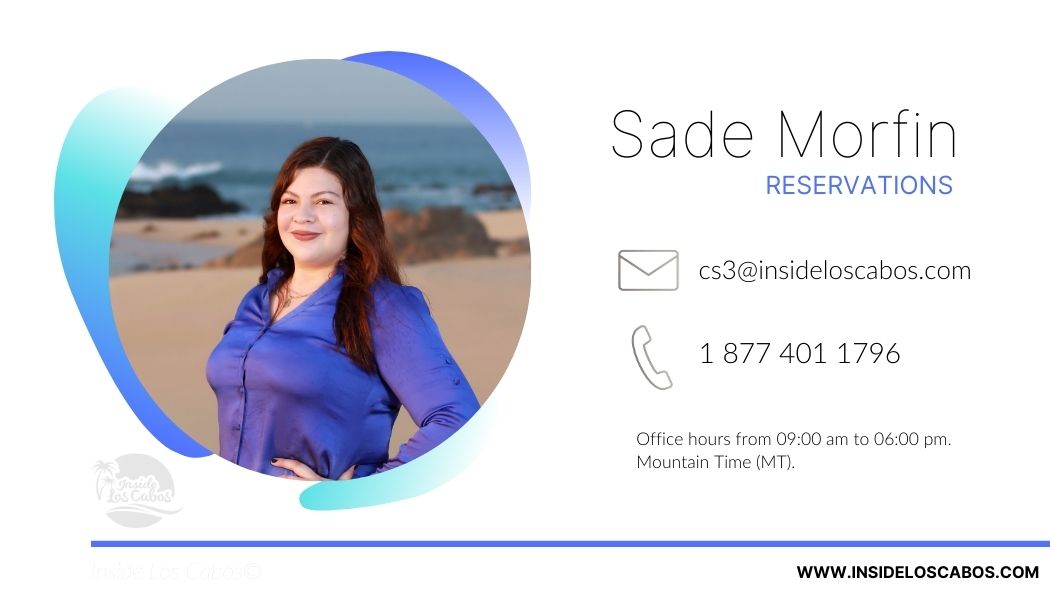 Sade Morfin
RESERVATIONS
cs3@insideloscabos.com
1 877 401 1796
Office hours from 09:00 am to 06:00 pm.
Mountain Time (MT).
Inside
Los Cabos
Inside Los Cabos©
WWW.INSIDELOSCABOS.COM